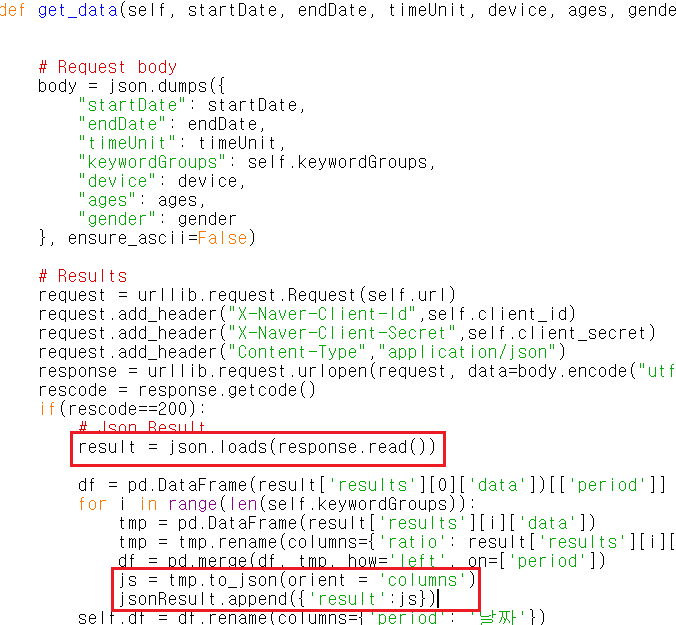 def get_data(self, startDate, endDate, timeUnit, device, ages, gende
# Request body
body = json.dumps({
"startDate": startDate,
"endDate": endDate,
"timeUnit": timeUnit,
"keywordGroups": self.keywordGroups,
"device": device,
"ages": ages,
"gender": gender
}, ensure_ascii=False)
# Results
request = urllib.request.Request(self.url)
request.add_header("X-Naver-Client-Id",self.client_id)
request.add_header("X-Naver-Client-Secret",self.client_secret)
request.add_header("Content-Type","application/json")
response = urllib.request.urlopen(request, data=body.encode("utf
rescode = response.getcode()
if(rescode==200):
# Json Result
result = json.loads(response.read())
df = pd.DataFrame(result['results'][0]['data'])[['period']]
for i in range(len(self.keywordGroups)):
tmp = pd.DataFrame(result['results'][i]['data'])
tmp = tmp.rename(columns={'ratio': result['results'][i][
df = pd.merge(df, tmp, how='left', on=['period'])
js = tmp.to_json(orient = 'columns')
jsonResult.append({'result':js})
self.df = df.rename(columns={'period': '날짜'})